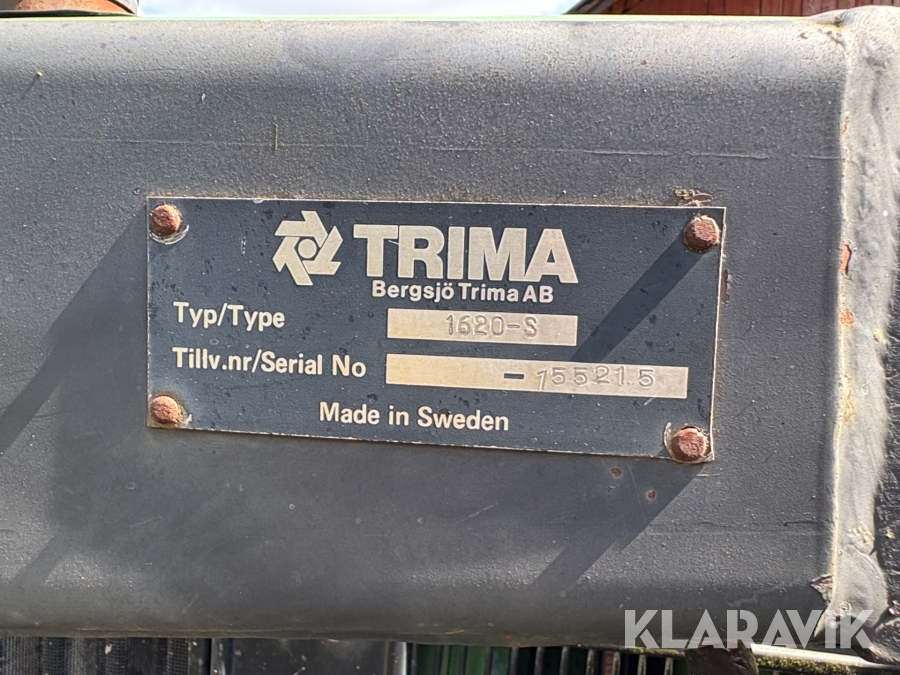 TRIMA
Bergsjö Trima AB
Typ/Type 1620-S
Tillv.nr/Serial No - 155215
Made in Sweden
KLARAVIK